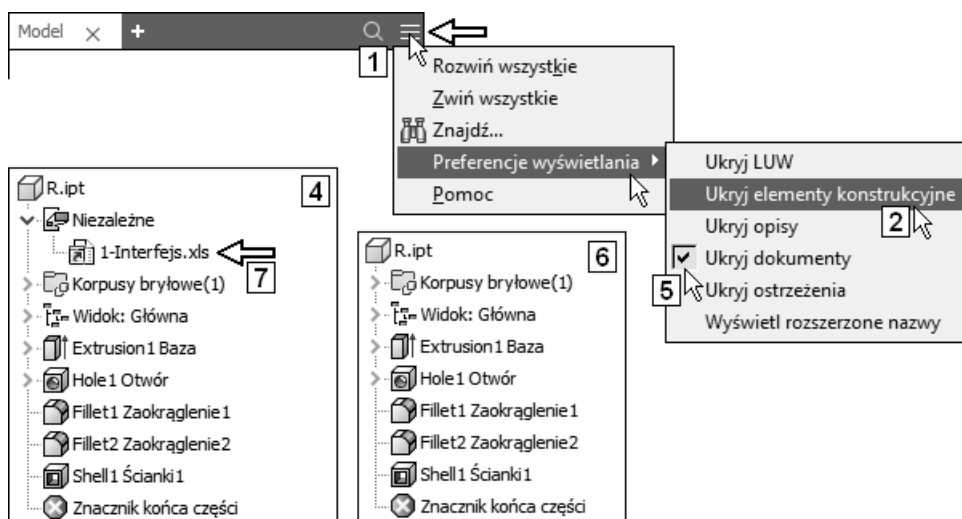 Model
1
Rozwiń wszystkie
Zwiń wszystkie
Znajdź...
Preferencje wyświetlania
Pomoc
Ukryj LUW
Ukryj elementy konstrukcyjne
2
Ukryj opisy
Ukryj dokumenty
5
Ukryj ostrzeżenia
Wyświetl rozszerzone nazwy
R.ipt
4
Niezależne
1-Interfejs.xls
7
Korpusy bryłowe(1)
Widok: Główna
Extrusion1 Baza
Hole1 Otwór
Fillet1 Zaokrąglenie1
Fillet2 Zaokrąglenie2
Shell1 Ścianki1
Znacznik końca części
R.ipt
6
Korpusy bryłowe(1)
Widok: Główna
Extrusion1 Baza
Hole1 Otwór
Fillet1 Zaokrąglenie1
Fillet2 Zaokrąglenie2
Shell1 Ścianki1
Znacznik końca części